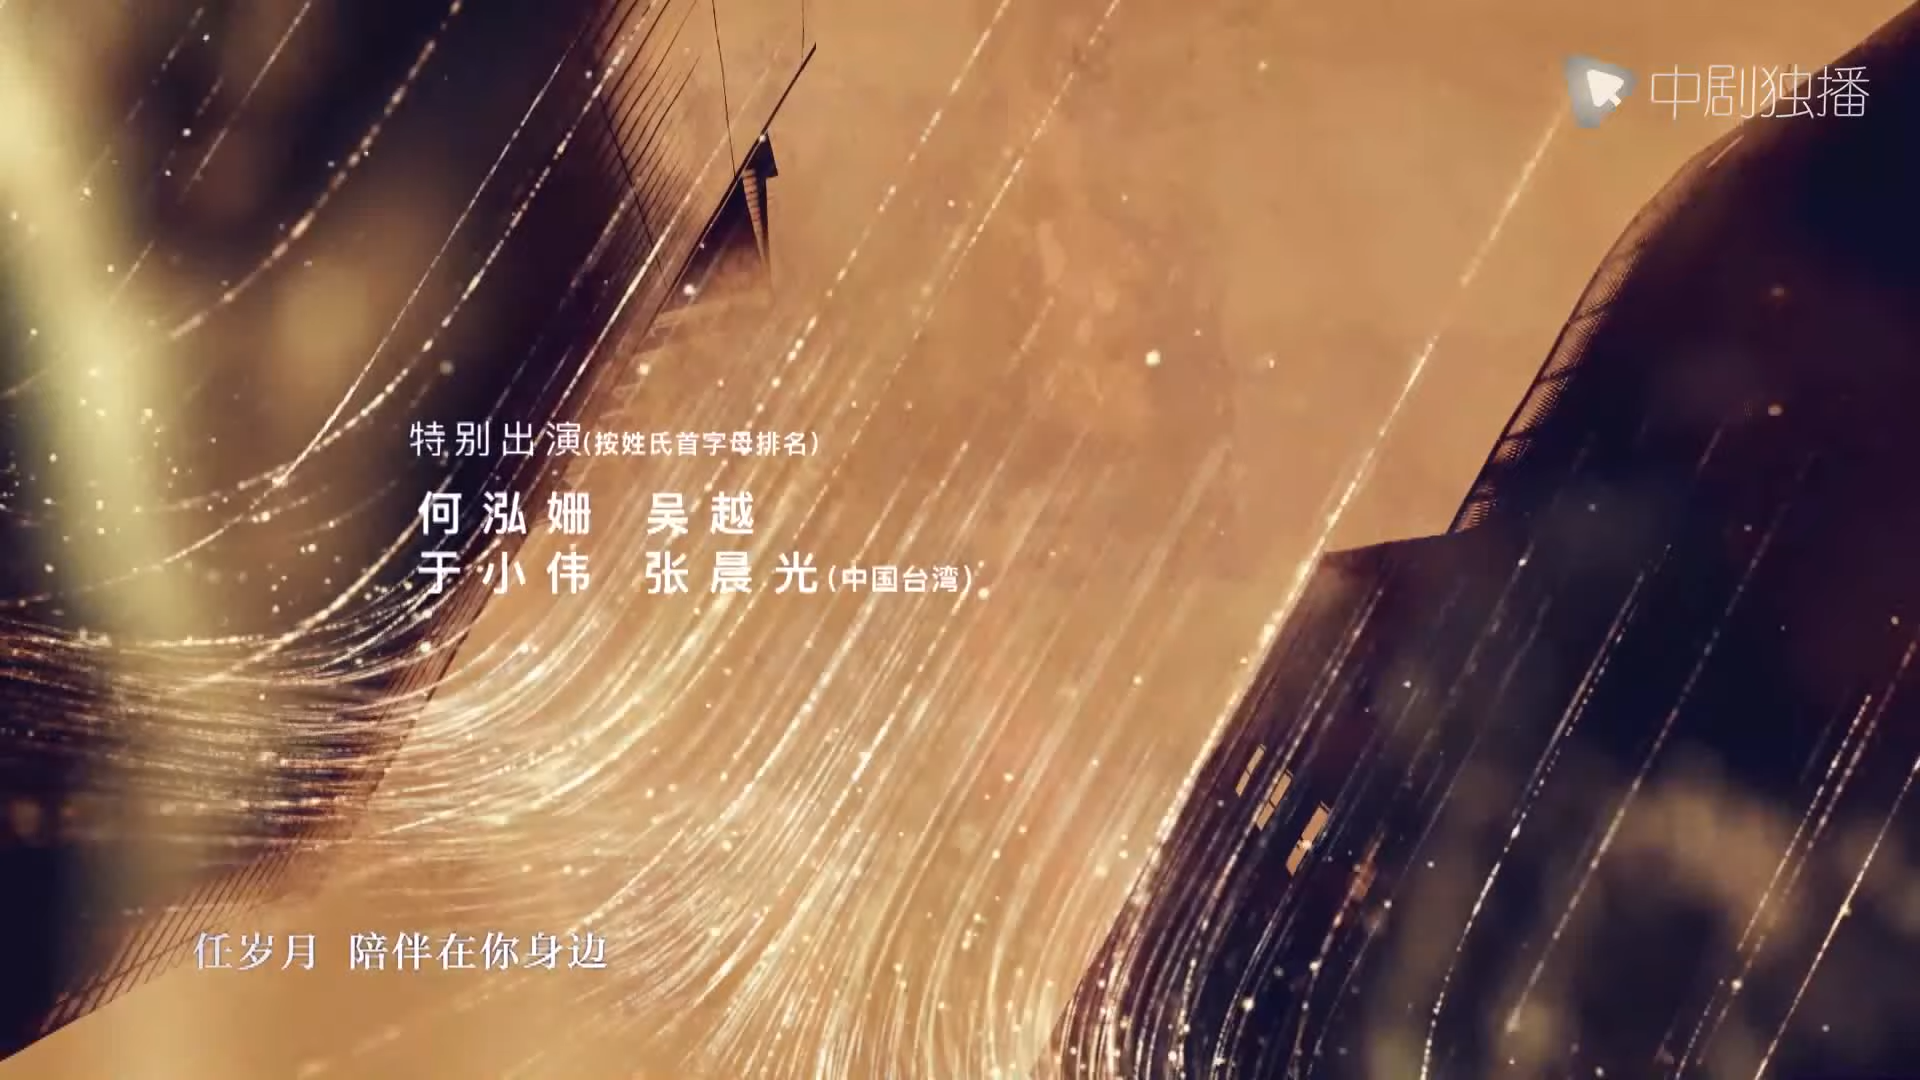 中剧独播
特别出演(按姓氏首字母排名)
何泓姗 吴越
于小伟 张晨光(中国台湾)
任岁月 陪伴在你身边